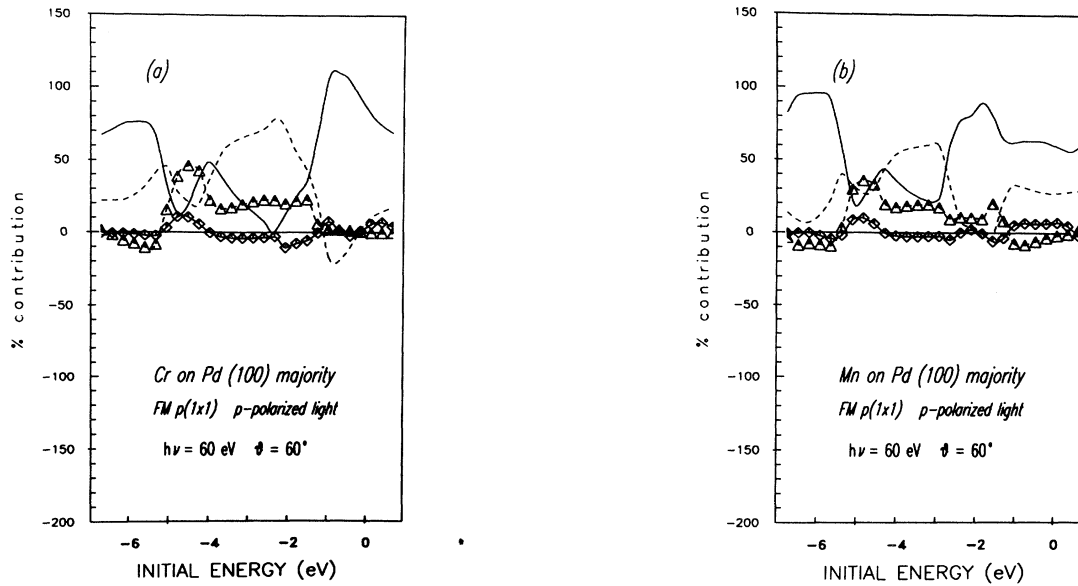 150
100
50
0
-50
-100
-150
-200
% contribution
(a)
Cr on Pd (100) majority
FM p(1x1) p-polarized light
hν = 60 eV ϑ = 60°
-6 -4 -2 0
INITIAL ENERGY (eV)
150
100
50
0
-50
-100
-150
-200
% contribution
(b)
Mn on Pd (100) majority
FM p(1x1) p-polarized light
hν = 60 eV ϑ = 60°
-6 -4 -2 0
INITIAL ENERGY (eV)